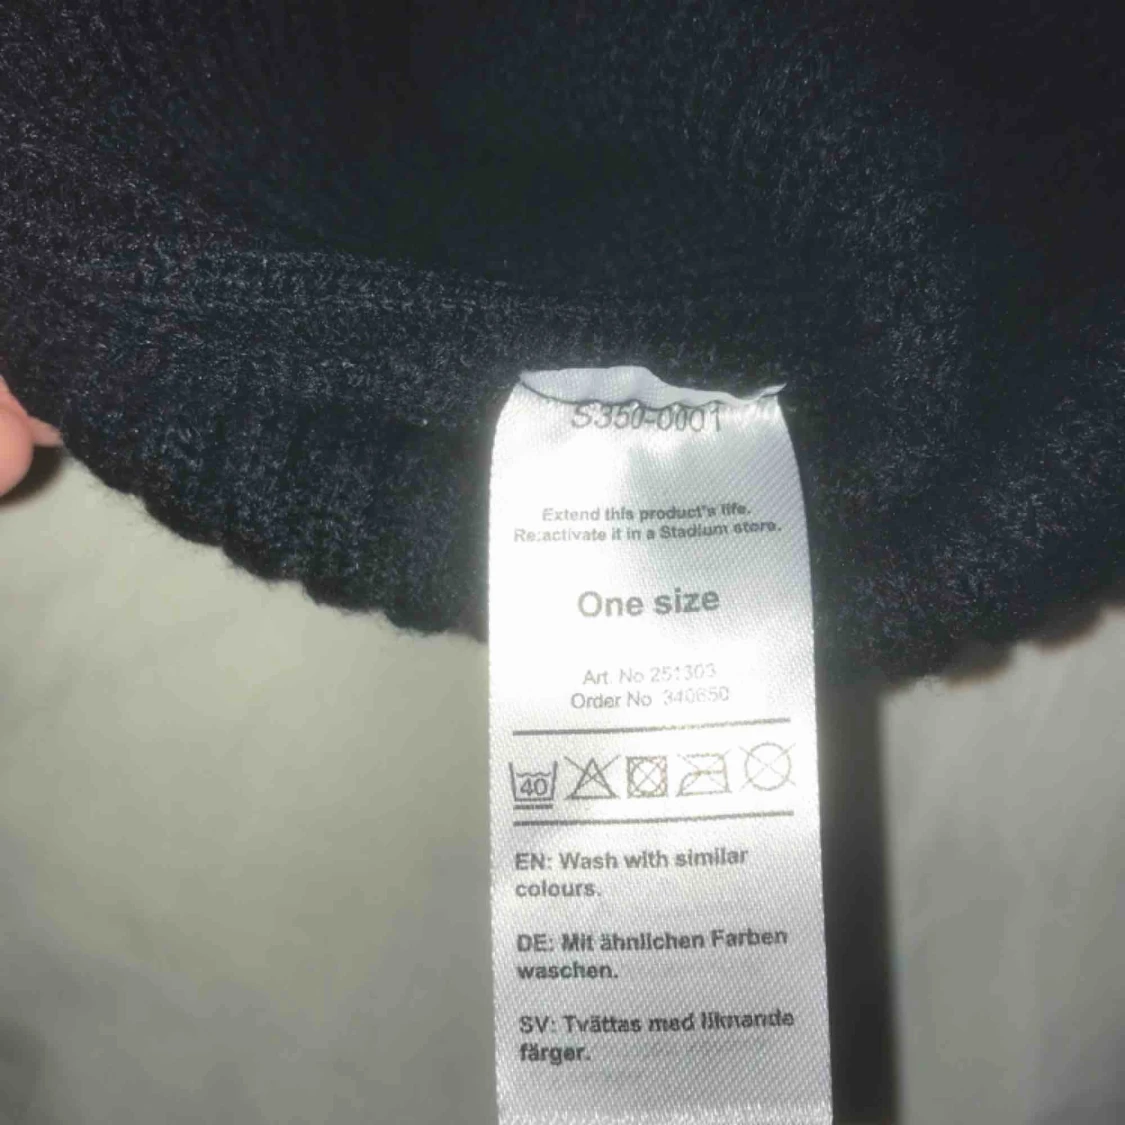 S350-0001
Extend this product's life.
Re:activate it in a Stadium store.
One size
Art. No 251303
Order No 340650
40
EN: Wash with similar
colours.
DE: Mit ähnlichen Farben
waschen.
SV: Tvättas med liknande
färger.